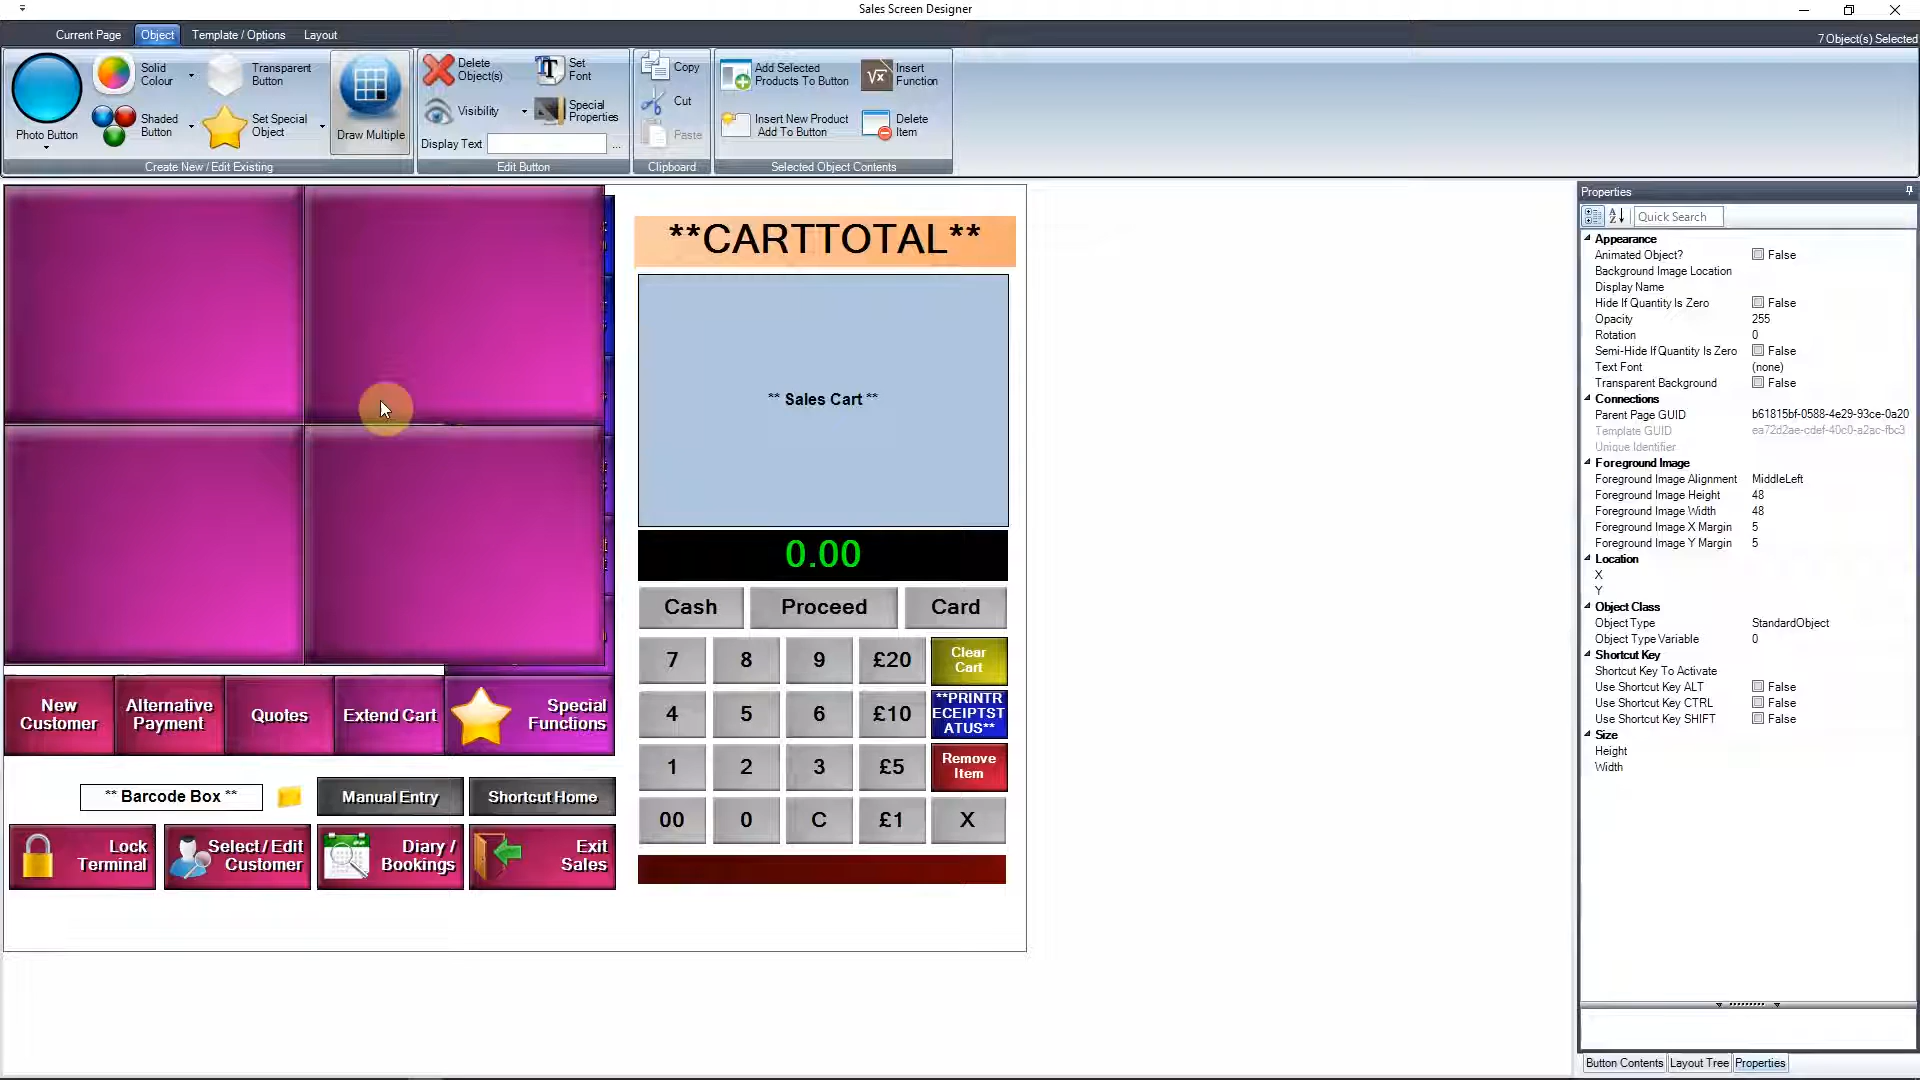 Sales Screen Designer
Current Page
Object
Template / Options
Layout
7 Object(s) Selected
Photo Button
Solid
Colour
Shaded
Button
Transparent
Button
Set Special
Object
Draw Multiple
Create New / Edit Existing
Delete
Object(s)
Set
Font
Visibility
Special
Properties
Display Text
...
Edit Button
Copy
Cut
Paste
Clipboard
Add Selected
Products To Button
Insert
Function
Insert New Product
Add To Button
Delete
Item
Selected Object Contents
**CARTTOTAL**
** Sales Cart **
0.00
Cash
Proceed
Card
7
8
9
£20
Clear
Cart
4
5
6
£10
**PRINTR
ECEIPTST
ATUS**
1
2
3
£5
Remove
Item
00
0
C
£1
X
New
Customer
Alternative
Payment
Quotes
Extend Cart
Special
Functions
** Barcode Box **
Manual Entry
Shortcut Home
Lock
Terminal
Select / Edit
Customer
Diary /
Bookings
Exit
Sales
Properties
Quick Search
Appearance
Animated Object? False
Background Image Location
Display Name
Hide If Quantity Is Zero False
Opacity 255
Rotation 0
Semi-Hide If Quantity Is Zero False
Text Font (none)
Transparent Background False
Connections
Parent Page GUID b61815bf-0588-4e29-93ce-0a20
Template GUID ea72d2ae-cdef-40c0-a2ac-fbc3
Unique Identifier
Foreground Image
Foreground Image Alignment MiddleLeft
Foreground Image Height 48
Foreground Image Width 48
Foreground Image X Margin 5
Foreground Image Y Margin 5
Location
X
Y
Object Class
Object Type StandardObject
Object Type Variable 0
Shortcut Key
Shortcut Key To Activate
Use Shortcut Key ALT False
Use Shortcut Key CTRL False
Use Shortcut Key SHIFT False
Size
Height
Width
Button Contents
Layout Tree
Properties